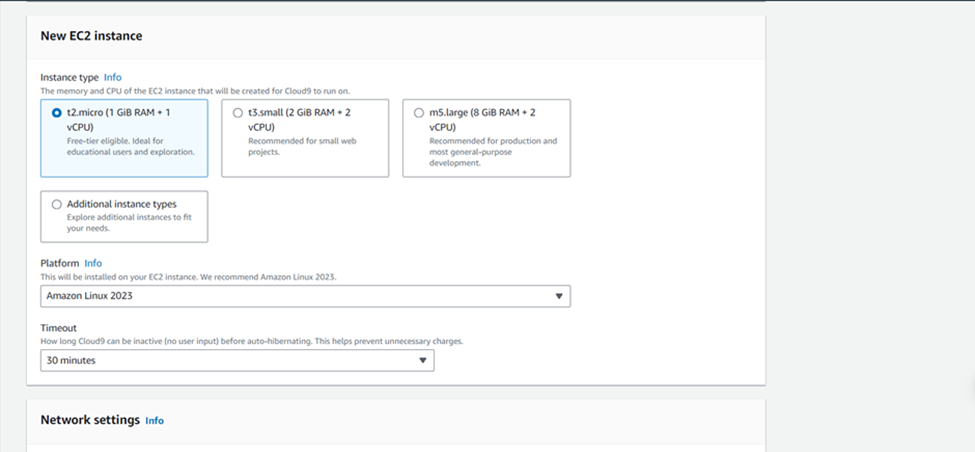 New EC2 instance
Instance type Info
The memory and CPU of the EC2 instance that will be created for Cloud9 to run on.
t2.micro (1 GiB RAM + 1
vCPU)
Free-tier eligible. Ideal for
educational users and exploration.
t3.small (2 GiB RAM + 2
vCPU)
Recommended for small web
projects.
m5.large (8 GiB RAM + 2
vCPU)
Recommended for production and
most general-purpose
development.
Additional instance types
Explore additional instances to fit
your needs.
Platform Info
This will be installed on your EC2 instance. We recommend Amazon Linux 2023.
Amazon Linux 2023
Timeout
How long Cloud9 can be inactive (no user input) before auto-hibernating. This helps prevent unnecessary charges.
30 minutes
Network settings Info